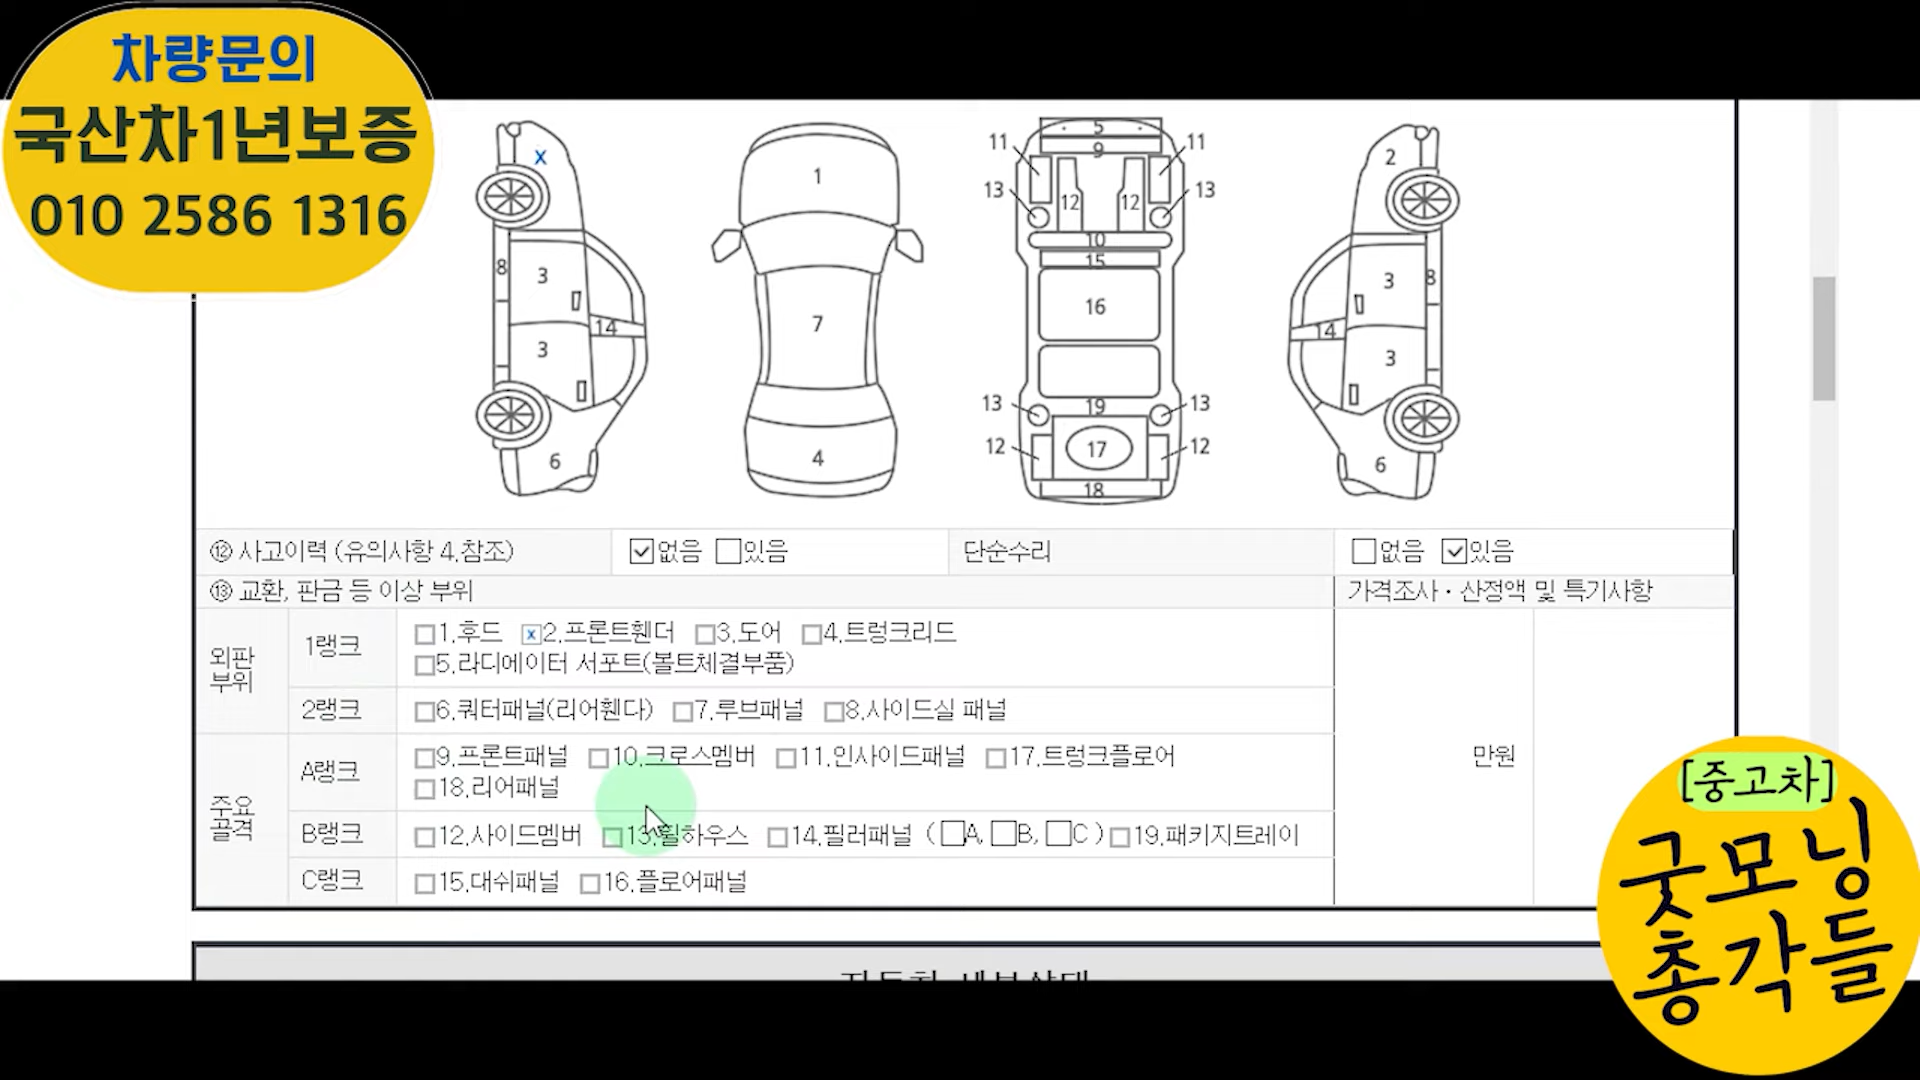 차량문의
국산차1년보증
010 2586 1316
X
8
3
14
3
6
1
7
4
11
5
11
9
13
13
12
12
10
15
16
13
19
13
12
17
12
18
2
3
8
14
3
6
⑫ 사고이력 (유의사항 4.참조)
없음 있음
단순수리
없음 있음
⑬ 교환, 판금 등 이상 부위
가격조사·산정액 및 특기사항
외판
부위
1랭크
1.후드 x 2.프론트휀더 3.도어 4.트렁크리드
5.라디에이터 서포트(볼트체결부품)
2랭크
6.쿼터패널(리어휀다) 7.루브패널 8.사이드실 패널
주요
골격
A랭크
9.프론트패널 10.크로스멤버 11.인사이드패널 17.트렁크플로어
18.리어패널
B랭크
12.사이드멤버 13.휠하우스 14.필러패널 ( A, B, C ) 19.패키지트레이
C랭크
15.대쉬패널 16.플로어패널
만원
[중고차]
굿모닝
총각들